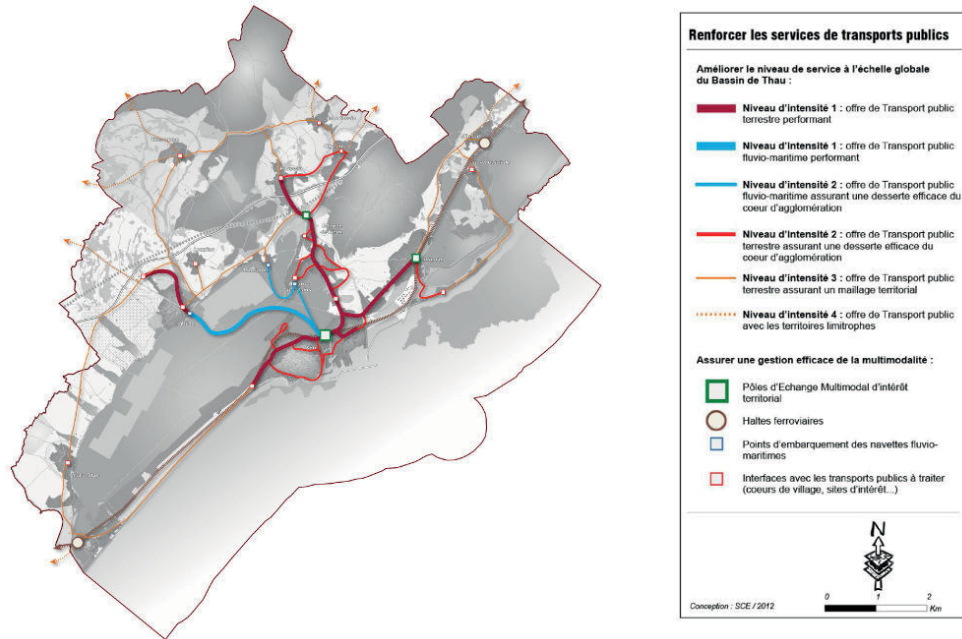 Renforcer les services de transports publics
Améliorer le niveau de service à l'échelle globale
du Bassin de Thau :
Niveau d'intensité 1 : offre de Transport public
terrestre performant
Niveau d'intensité 1 : offre de Transport public
fluvio-maritime performant
Niveau d'intensité 2 : offre de Transport public
fluvio-maritime assurant une desserte efficace du
coeur d'agglomération
Niveau d'intensité 2 : offre de Transport public
terrestre assurant une desserte efficace du
coeur d'agglomération
Niveau d'intensité 3 : offre de Transport public
terrestre assurant un maillage territorial
Niveau d'intensité 4 : offre de Transport public
avec les territoires limitrophes
Assurer une gestion efficace de la multimodalité :
Pôles d'Echange Multimodal d'intérêt
territorial
Haltes ferroviaires
Points d'embarquement des navettes fluvio-
maritimes
Interfaces avec les transports publics à traiter
(coeurs de village, sites d'intérêt...)
N
0 1 2
Km
Conception : SCE / 2012